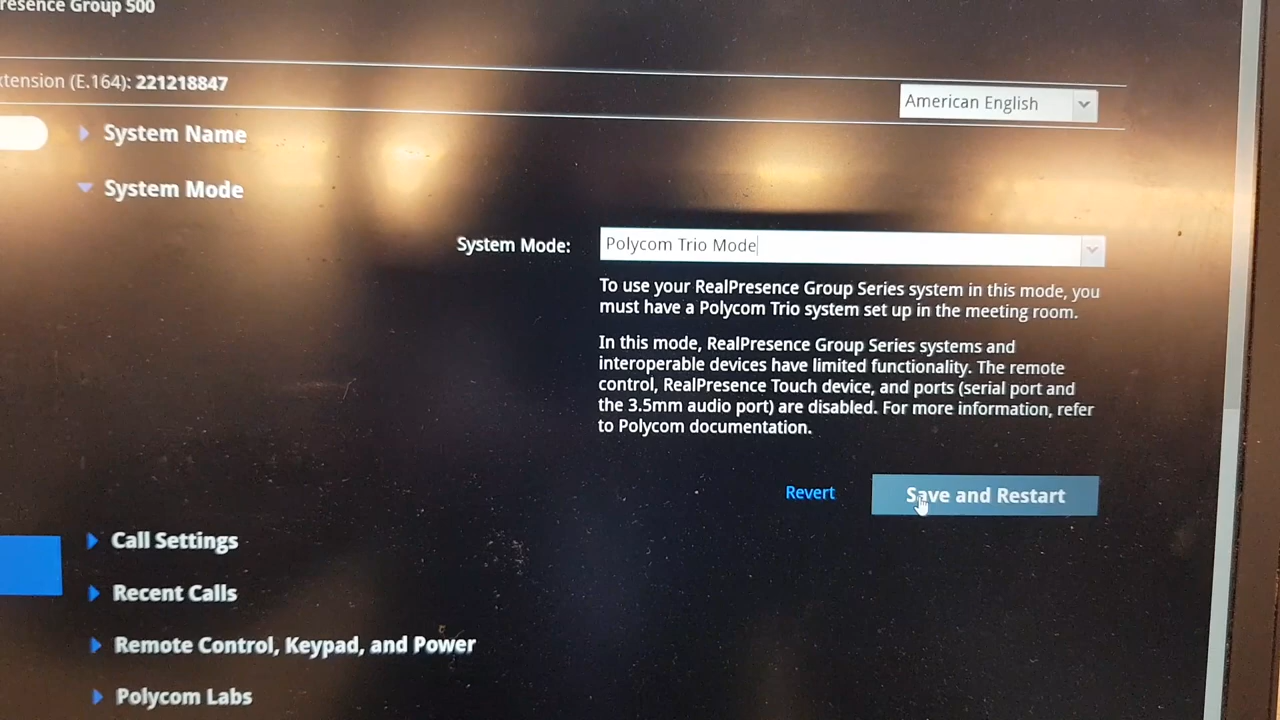 resence Group 500
xtension (E.164): 221218847
American English
System Name
System Mode
System Mode: Polycom Trio Mode
To use your RealPresence Group Series system in this mode, you
must have a Polycom Trio system set up in the meeting room.
In this mode, RealPresence Group Series systems and
interoperable devices have limited functionality. The remote
control, RealPresence Touch device, and ports (serial port and
the 3.5mm audio port) are disabled. For more information, refer
to Polycom documentation.
Revert Save and Restart
Call Settings
Recent Calls
Remote Control, Keypad, and Power
Polycom Labs